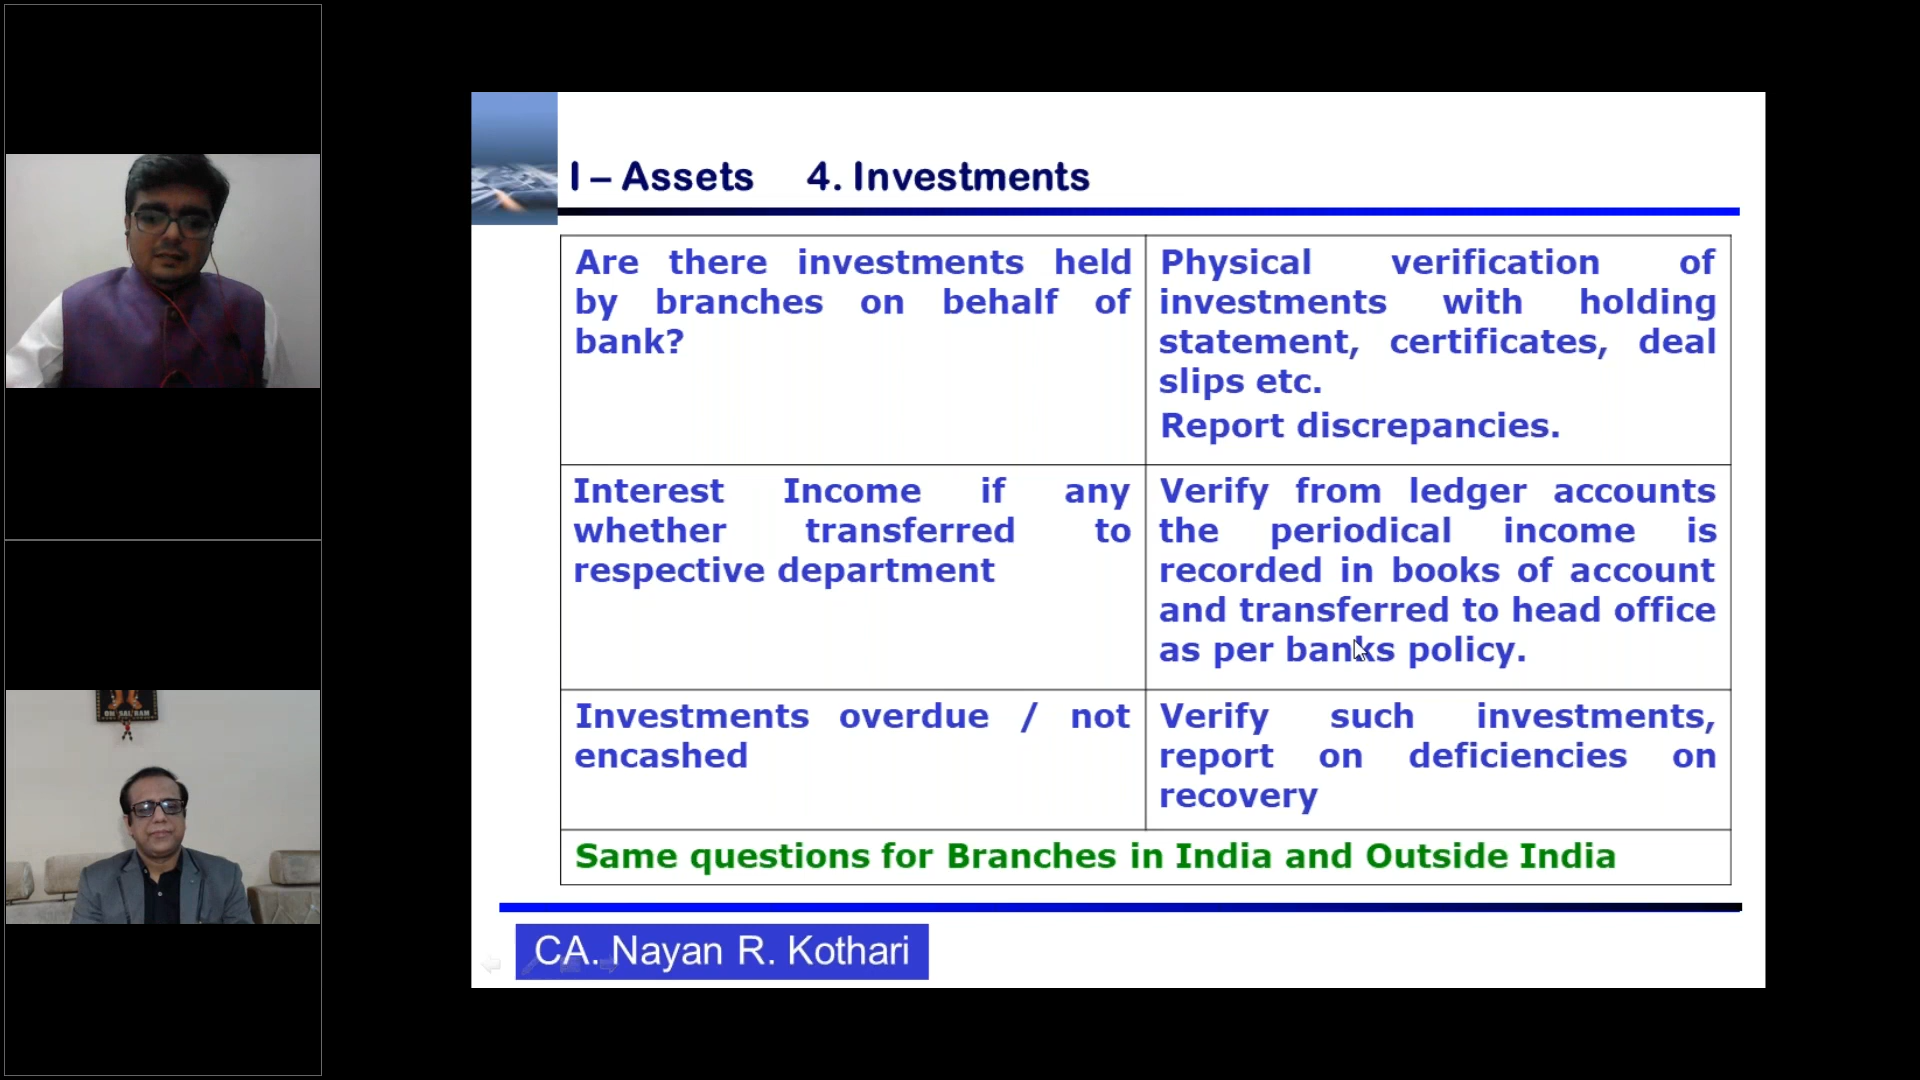 I – Assets 4. Investments
Are there investments held
by branches on behalf of
bank?
Physical verification of
investments with holding
statement, certificates, deal
slips etc.
Report discrepancies.
Interest Income if any
whether transferred to
respective department
Verify from ledger accounts
the periodical income is
recorded in books of account
and transferred to head office
as per banks policy.
Investments overdue / not
encashed
Verify such investments,
report on deficiencies on
recovery
Same questions for Branches in India and Outside India
CA. Nayan R. Kothari
OM SAI RAM